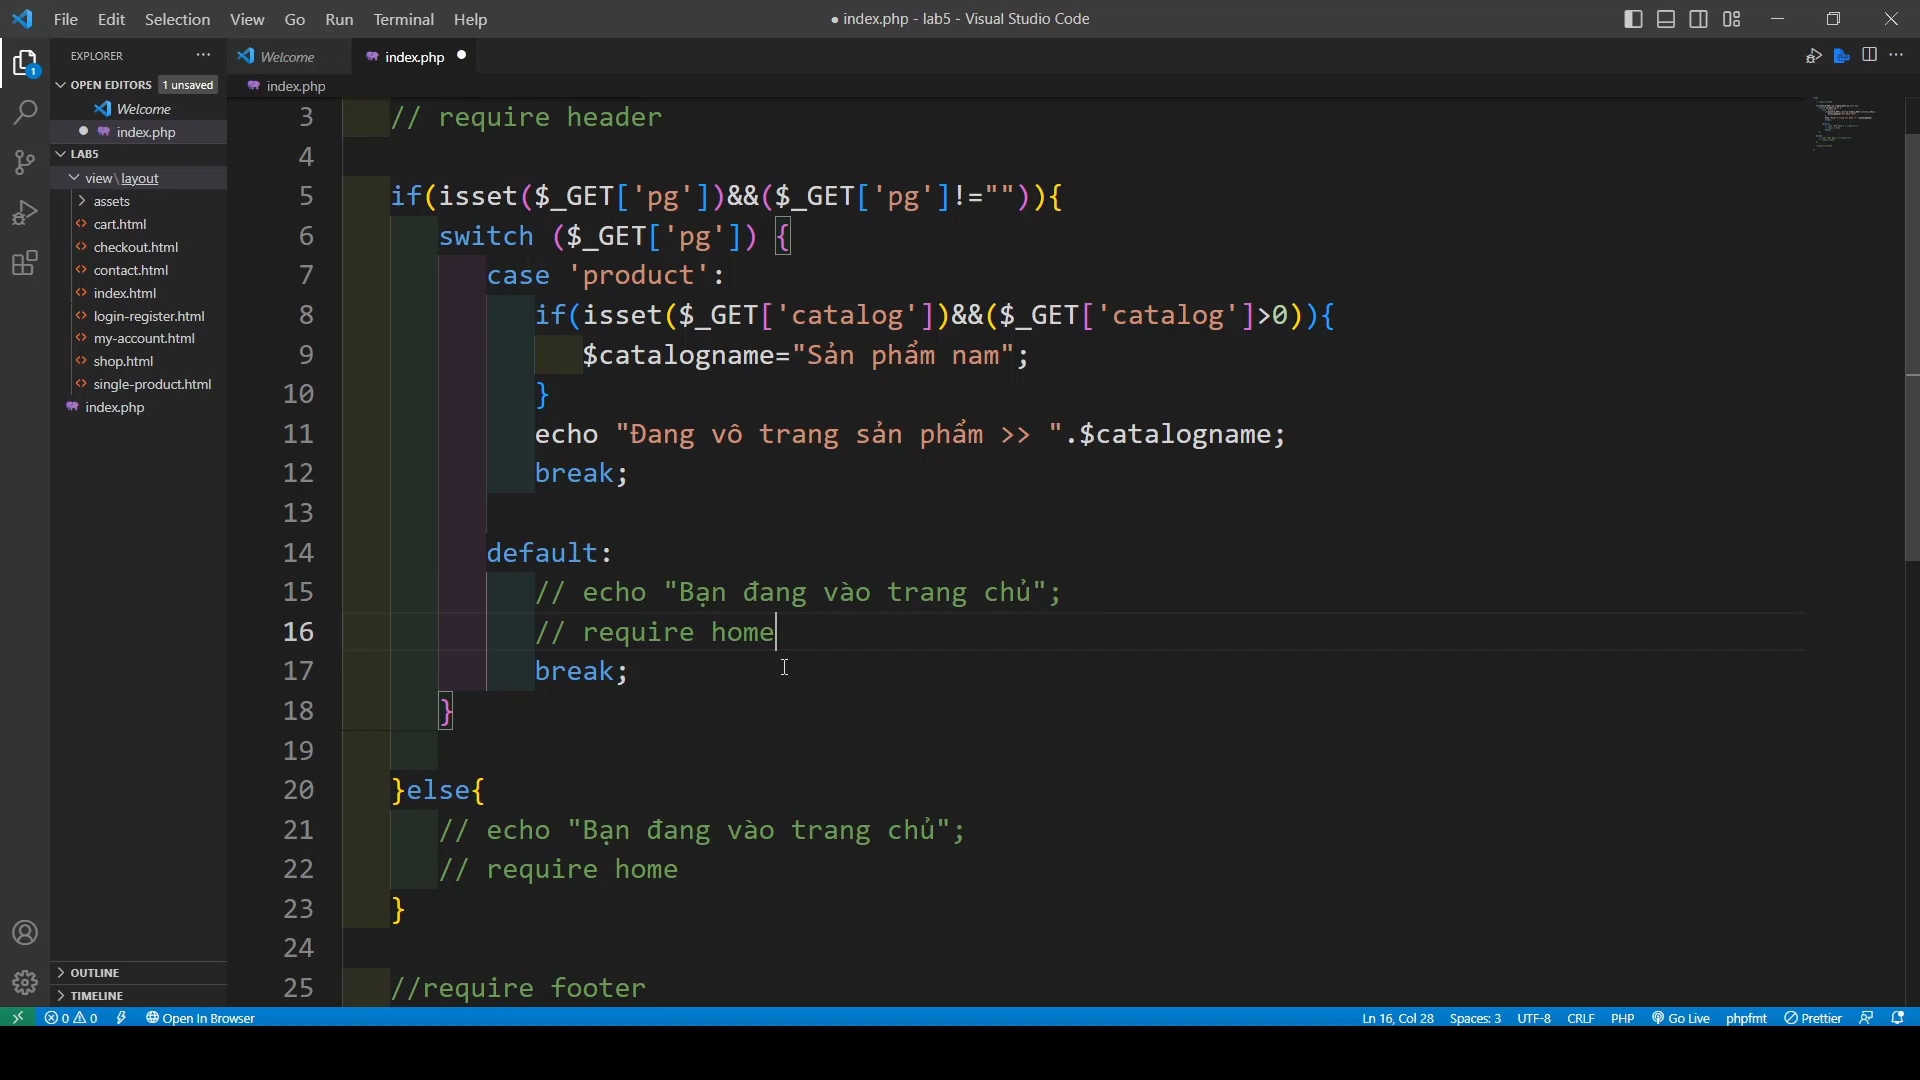 File Edit Selection View Go Run Terminal Help
● index.php - lab5 - Visual Studio Code
EXPLORER
Welcome
index.php
OPEN EDITORS 1 unsaved
Welcome
index.php
LAB5
view\layout
assets
cart.html
checkout.html
contact.html
index.html
login-register.html
my-account.html
shop.html
single-product.html
index.php
OUTLINE
TIMELINE
1
index.php
3 // require header
4
5 if(isset($_GET['pg'])&&($_GET['pg']!="")){
6 switch ($_GET['pg']) {
7 case 'product':
8 if(isset($_GET['catalog'])&&($_GET['catalog']>0)){
9 $catalogname="Sản phẩm nam";
10 }
11 echo "Đang vô trang sản phẩm >> ".$catalogname;
12 break;
13
14 default:
15 // echo "Bạn đang vào trang chủ";
16 // require home
17 break;
18 }
19
20 }else{
21 // echo "Bạn đang vào trang chủ";
22 // require home
23 }
24
25 //require footer
0 0 Open In Browser
Ln 16, Col 28 Spaces: 3 UTF-8 CRLF PHP Go Live phpfmt Prettier